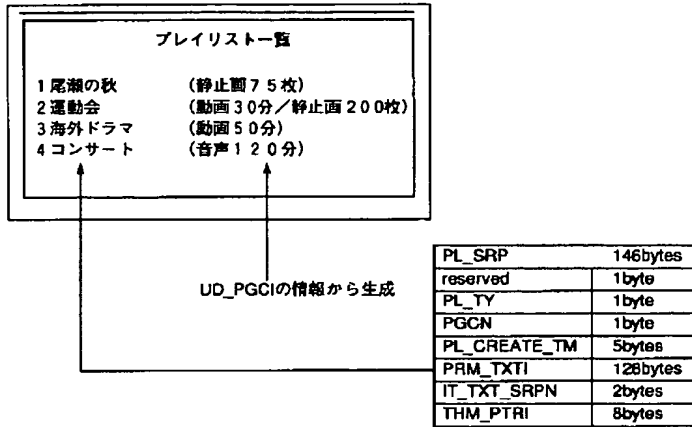 プレイリスト一覧
1 尾瀬の秋 (静止画75枚)
2 運動会 (動画30分/静止画200枚)
3 海外ドラマ (動画50分)
4 コンサート (音声120分)
UD_PGCIの情報から生成
PL_SRP 146bytes
reserved 1byte
PL_TY 1byte
PGCN 1byte
PL_CREATE_TM 5bytes
PRM_TXTI 128bytes
IT_TXT_SRPN 2bytes
THM_PTRI 8bytes